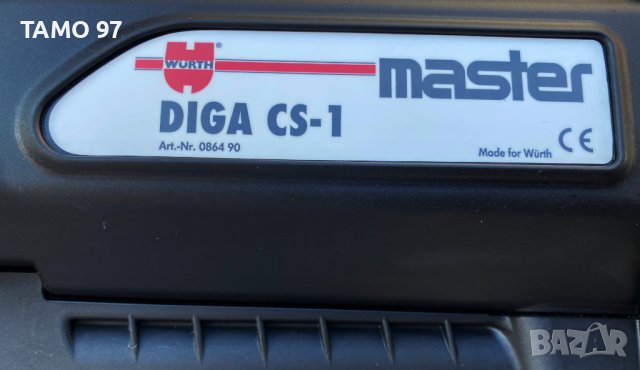 TAMO 97
WÜRTH ®
master
DIGA CS-1
Art.-Nr. 0864 90
Made for Würth CE
BAZAR